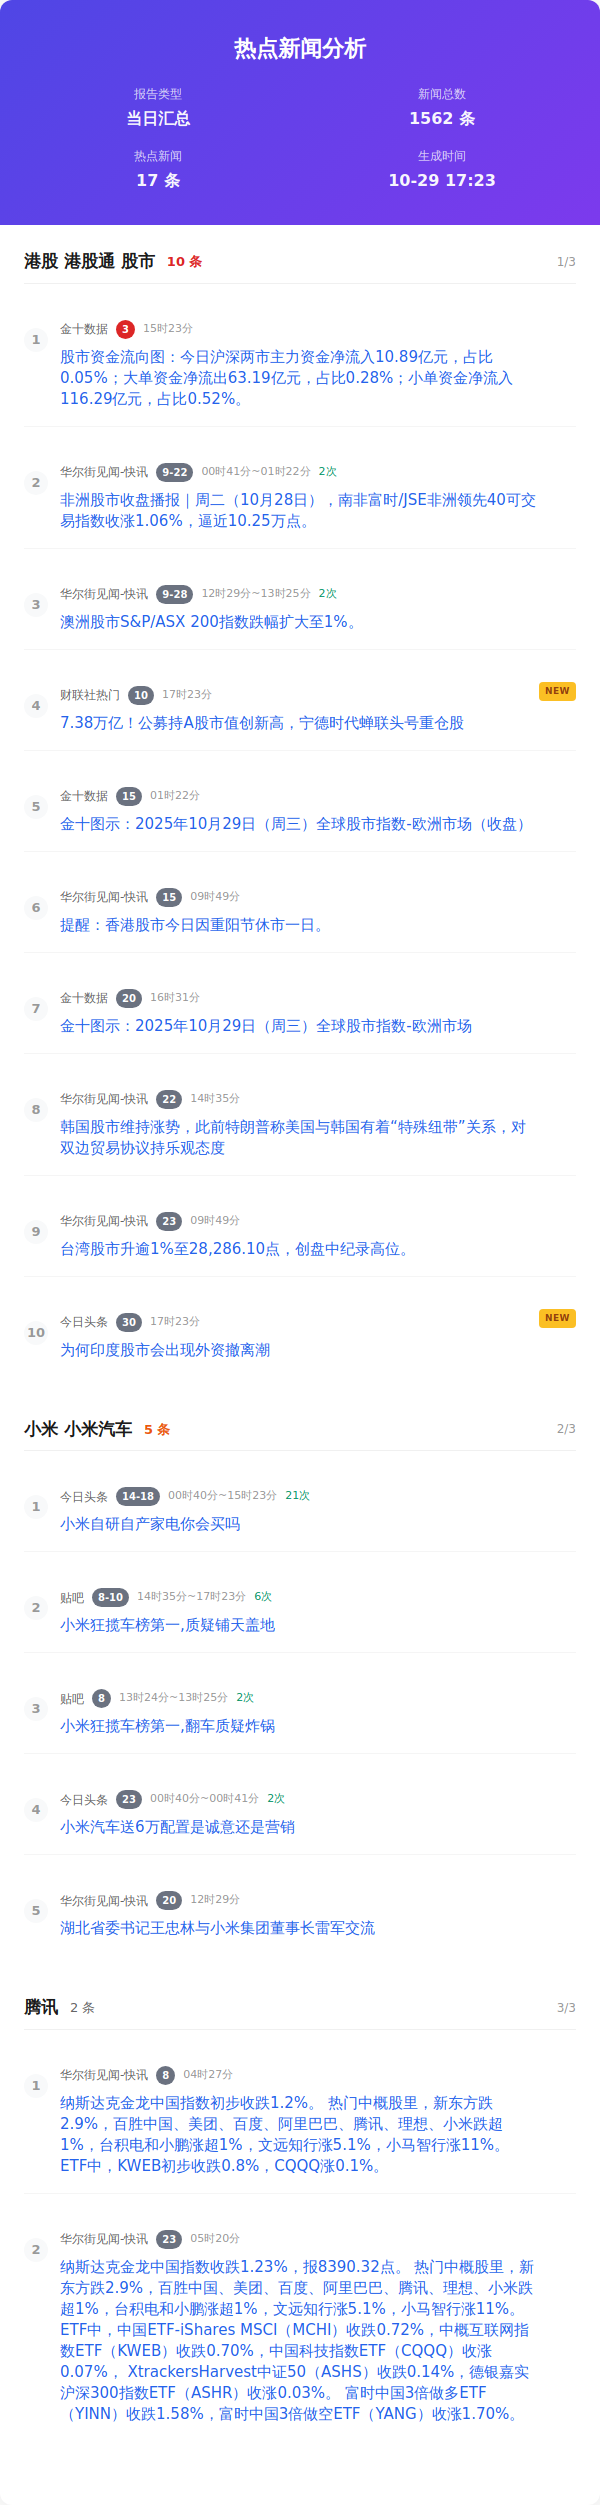 热点新闻分析
报告类型
新闻总数
当日汇总
1562 条
热点新闻
生成时间
17 条
10-29 17:23
港股 港股通 股市 10 条 1/3
1 金十数据 3 15时23分
股市资金流向图：今日沪深两市主力资金净流入10.89亿元，占比
0.05%；大单资金净流出63.19亿元，占比0.28%；小单资金净流入
116.29亿元，占比0.52%。
2 华尔街见闻-快讯 9-22 00时41分~01时22分 2次
非洲股市收盘播报｜周二（10月28日），南非富时/JSE非洲领先40可交
易指数收涨1.06%，逼近10.25万点。
3 华尔街见闻-快讯 9-28 12时29分~13时25分 2次
澳洲股市S&P/ASX 200指数跌幅扩大至1%。
4 财联社热门 10 17时23分 NEW
7.38万亿！公募持A股市值创新高，宁德时代蝉联头号重仓股
5 金十数据 15 01时22分
金十图示：2025年10月29日（周三）全球股市指数-欧洲市场（收盘）
6 华尔街见闻-快讯 15 09时49分
提醒：香港股市今日因重阳节休市一日。
7 金十数据 20 16时31分
金十图示：2025年10月29日（周三）全球股市指数-欧洲市场
8 华尔街见闻-快讯 22 14时35分
韩国股市维持涨势，此前特朗普称美国与韩国有着“特殊纽带”关系，对
双边贸易协议持乐观态度
9 华尔街见闻-快讯 23 09时49分
台湾股市升逾1%至28,286.10点，创盘中纪录高位。
10 今日头条 30 17时23分 NEW
为何印度股市会出现外资撤离潮
小米 小米汽车 5 条 2/3
1 今日头条 14-18 00时40分~15时23分 21次
小米自研自产家电你会买吗
2 贴吧 8-10 14时35分~17时23分 6次
小米狂揽车榜第一,质疑铺天盖地
3 贴吧 8 13时24分~13时25分 2次
小米狂揽车榜第一,翻车质疑炸锅
4 今日头条 23 00时40分~00时41分 2次
小米汽车送6万配置是诚意还是营销
5 华尔街见闻-快讯 20 12时29分
湖北省委书记王忠林与小米集团董事长雷军交流
腾讯 2 条 3/3
1 华尔街见闻-快讯 8 04时27分
纳斯达克金龙中国指数初步收跌1.2%。 热门中概股里，新东方跌
2.9%，百胜中国、美团、百度、阿里巴巴、腾讯、理想、小米跌超
1%，台积电和小鹏涨超1%，文远知行涨5.1%，小马智行涨11%。
ETF中，KWEB初步收跌0.8%，CQQQ涨0.1%。
2 华尔街见闻-快讯 23 05时20分
纳斯达克金龙中国指数收跌1.23%，报8390.32点。 热门中概股里，新
东方跌2.9%，百胜中国、美团、百度、阿里巴巴、腾讯、理想、小米跌
超1%，台积电和小鹏涨超1%，文远知行涨5.1%，小马智行涨11%。
ETF中，中国ETF-iShares MSCI（MCHI）收跌0.72%，中概互联网指
数ETF（KWEB）收跌0.70%，中国科技指数ETF（CQQQ）收涨
0.07%， XtrackersHarvest中证50（ASHS）收跌0.14%，德银嘉实
沪深300指数ETF（ASHR）收涨0.03%。 富时中国3倍做多ETF
（YINN）收跌1.58%，富时中国3倍做空ETF（YANG）收涨1.70%。